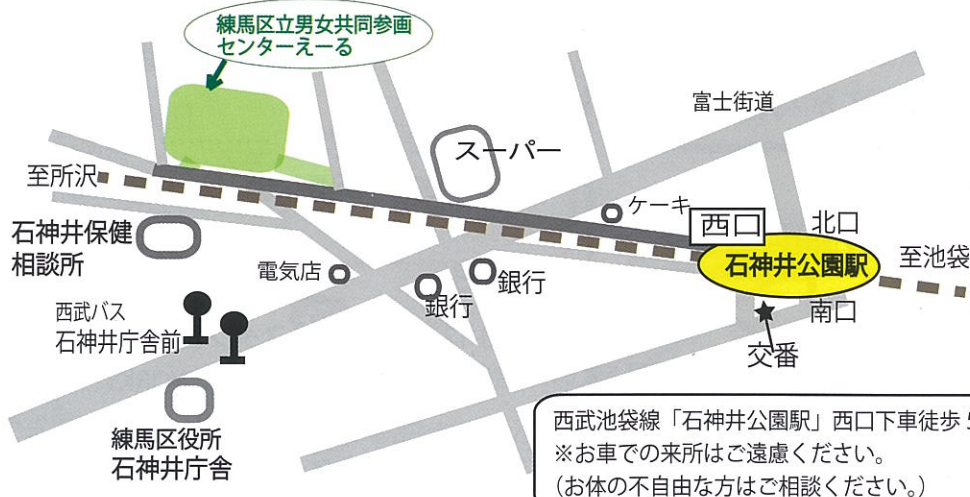 練馬区立男女共同参画
センターえーる
富士街道
スーパー
至所沢
ケーキ
西口
北口
石神井保健
相談所
石神井公園駅
至池袋
電気店
銀行
銀行
西武バス
石神井庁舎前
南口
交番
練馬区役所
石神井庁舎
西武池袋線「石神井公園駅」西口下車徒歩
※お車での来所はご遠慮ください。
(お体の不自由な方はご相談ください。)